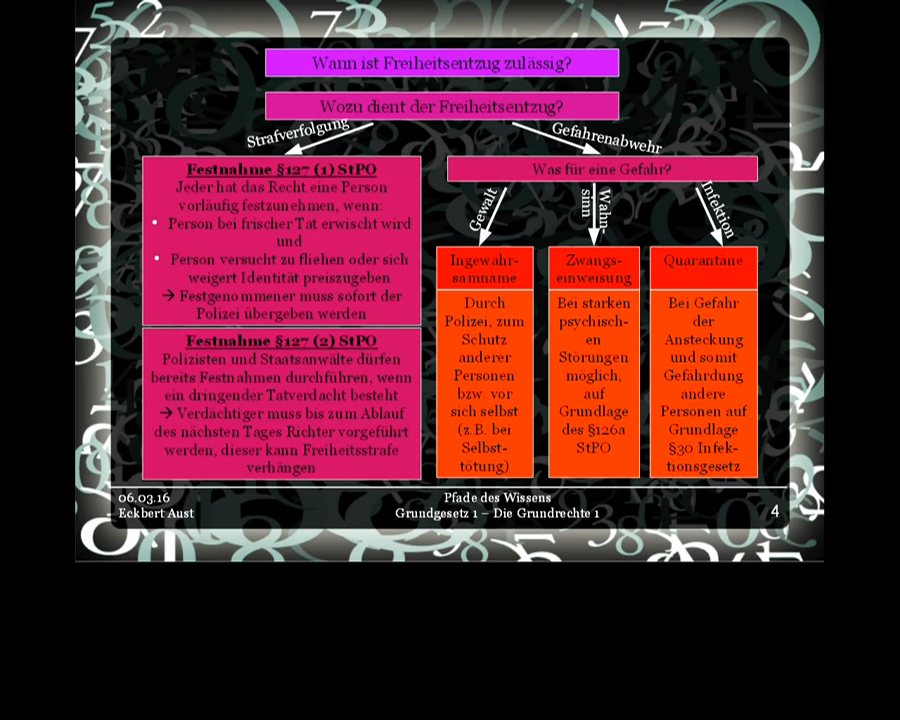 Wann ist Freiheitsentzug zulässig?
Wozu dient der Freiheitsentzug?
Strafverfolgung
Gefahrenabwehr
Festnahme §127 (1) StPO
Jeder hat das Recht eine Person
vorläufig festzunehmen, wenn:
• Person bei frischer Tat erwischt wird
und
• Person versucht zu fliehen oder sich
weigert Identität preiszugeben
→ Festgenommener muss sofort der
Polizei übergeben werden
Festnahme §127 (2) StPO
Polizisten und Staatsanwälte dürfen
bereits Festnahmen durchführen, wenn
ein dringender Tatverdacht besteht
→ Verdächtiger muss bis zum Ablauf
des nächsten Tages Richter vorgeführt
werden, dieser kann Freiheitsstrafe
verhängen
Was für eine Gefahr?
Gewalt
Wahn-
sinn
Infektion
Ingewahr-
samname
Durch
Polizei, zum
Schutz
anderer
Personen
bzw. vor
sich selbst
(z.B. bei
Selbst-
tötung)
Zwangs-
einweisung
Bei starken
psychisch-
en
Störungen
möglich,
auf
Grundlage
des §126a
StPO
Quarantäne
Bei Gefahr
der
Ansteckung
und somit
Gefährdung
andere
Personen auf
Grundlage
§30 Infek-
tionsgesetz
06.03.16
Eckbert Aust
Pfade des Wissens
Grundgesetz 1 – Die Grundrechte 1
4